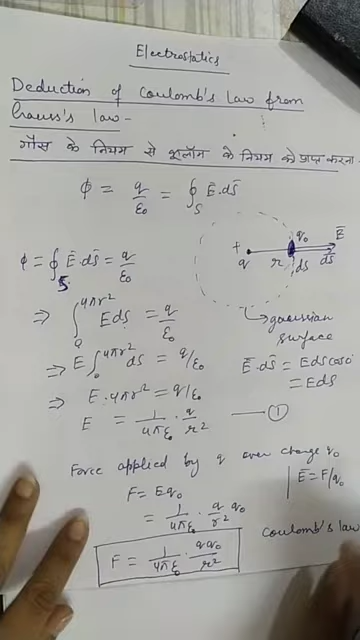 Electrostatics
Deduction of Coulomb's Law from
Gauss's law-
गौस के नियम से कूलॉम के नियम को प्राप्त करना-
Φ = q/ε₀ = ∮S Ē.ds̄
+ q r q₀ Ē
ds ds̄
ϕ = ∮S Ē.ds̄ = q/ε₀
gaussian
surface
⇒ ∫₀^4πr² Eds = q/ε₀
⇒ E ∫₀^4πr² ds = q/ε₀
Ē.ds̄ = Edscos0
= Eds
⇒ E.4πr² = q/ε₀
E = 1/4πε₀ . q/r² — ①
Force applied by q over charge q₀
F = Eq₀
Ē = F/q₀
= 1/4πε₀ . q/r² q₀
Coulomb's law
F = 1/4πε₀ . qq₀/r²